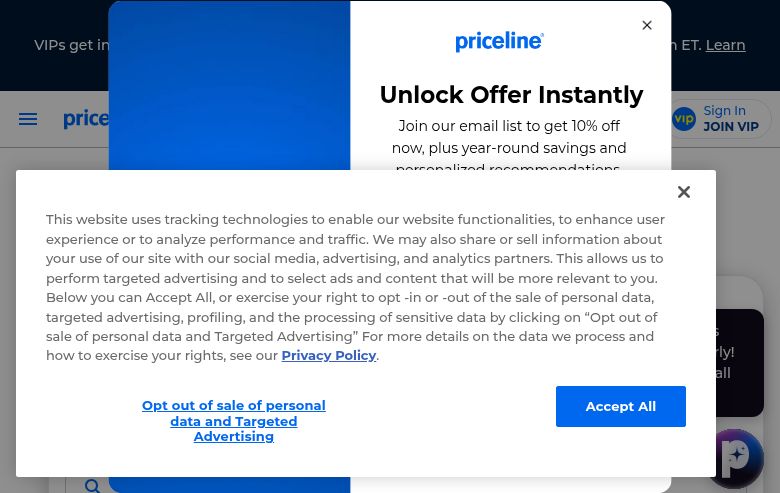 VIPs get in
n ET. Learn
priceline
Unlock Offer Instantly
Join our email list to get 10% off
now, plus year-round savings and
personalized recommendations
price
Sign In
VIP
JOIN VIP
This website uses tracking technologies to enable our website functionalities, to enhance user
experience or to analyze performance and traffic. We may also share or sell information about
your use of our site with our social media, advertising, and analytics partners. This allows us to
perform targeted advertising and to select ads and content that will be more relevant to you.
Below you can Accept All, or exercise your right to opt -in or -out of the sale of personal data,
targeted advertising, profiling, and the processing of sensitive data by clicking on “Opt out of
sale of personal data and Targeted Advertising” For more details on the data we process and
how to exercise your rights, see our Privacy Policy.
s
rly!
all
Opt out of sale of personal
data and Targeted
Advertising
Accept All
p